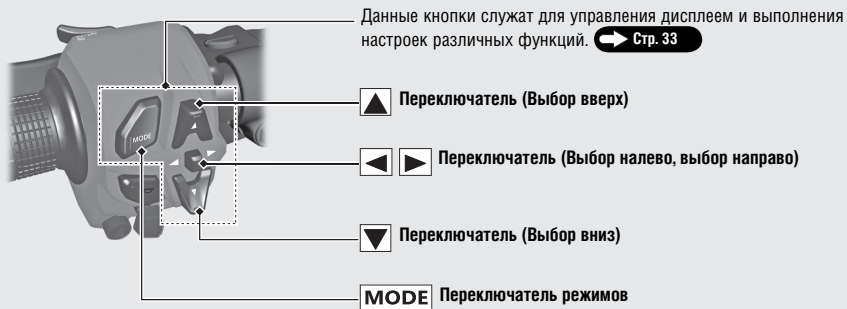 Данные кнопки служат для управления дисплеем и выполнения
настроек различных функций. Стр. 33
Переключатель (Выбор вверх)
MODE
Переключатель (Выбор налево, выбор направо)
Переключатель (Выбор вниз)
MODE Переключатель режимов